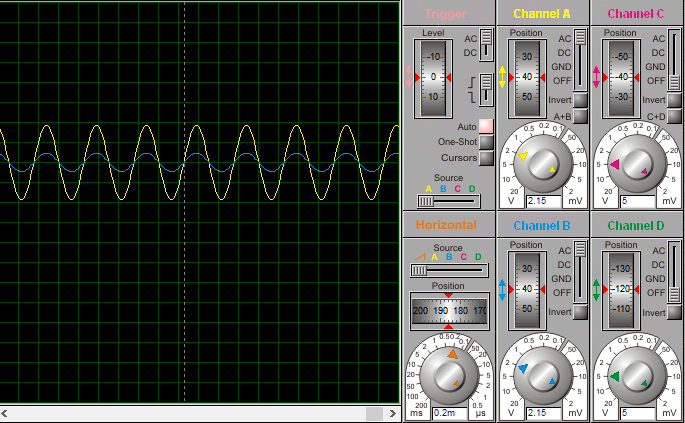 Trigger
Level
-10
0
10
AC
DC
Auto
One-Shot
Cursors
Source
A B C D
Channel A
Position
50
40
30
AC
DC
GND
OFF
Invert
A+B
1 0.5 0.2 0.1
2 50
5 20
10 10
20 5
2
V 2.15 mV
Channel C
Position
-50
-40
-30
AC
DC
GND
OFF
Invert
C+D
1 0.5 0.2 0.1
2 50
5 20
10 10
20 5
2
V 5 mV
Horizontal
Source
A B C D
Position
200 190 180 170
1 0.5 0.2 0.1
2 50
5 20
10 10
20 5
50 2
100 1
200 0.5
ms 0.2m µs
Channel B
Position
50
40
30
AC
DC
GND
OFF
Invert
1 0.5 0.2 0.1
2 50
5 20
10 10
20 5
2
V 2.15 mV
Channel D
Position
-130
-120
-110
AC
DC
GND
OFF
Invert
1 0.5 0.2 0.1
2 50
5 20
10 10
20 5
2
V 5 mV